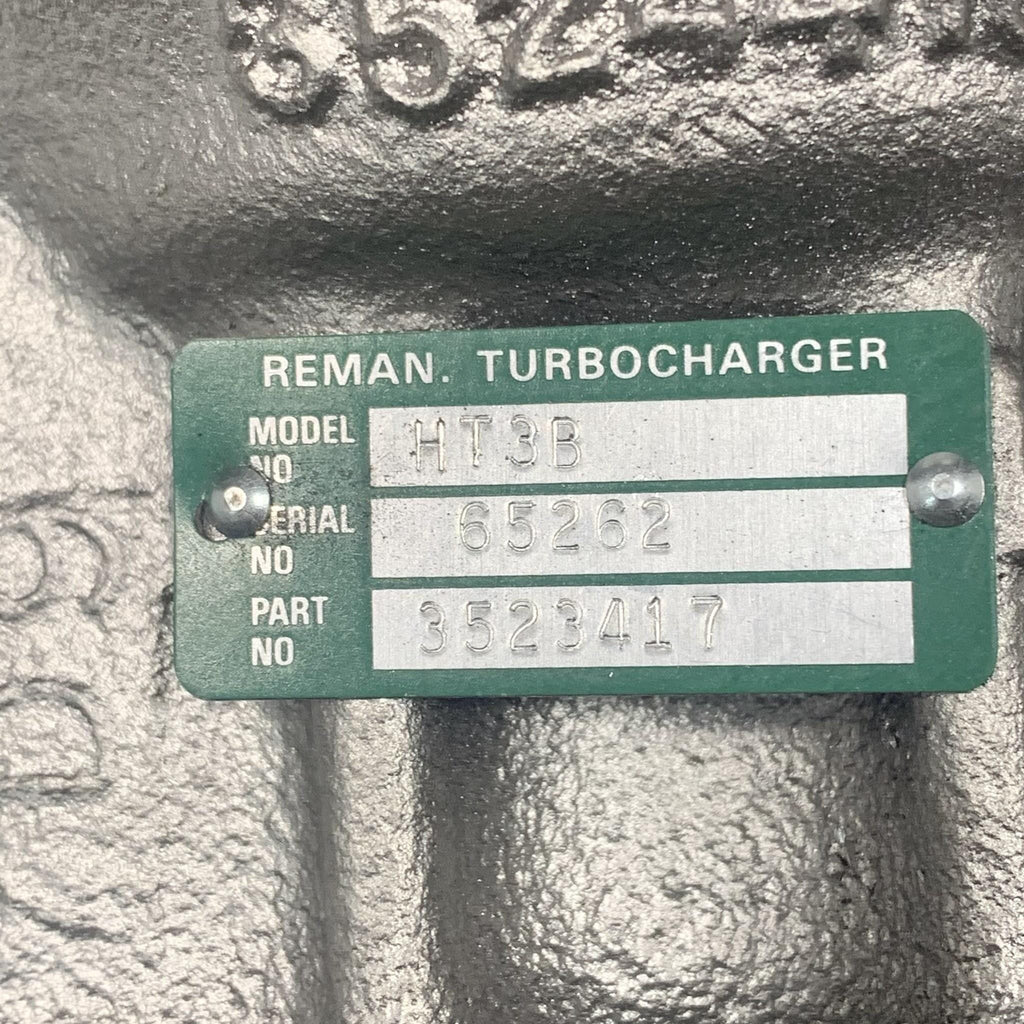 REMAN. TURBOCHARGER
MODEL NO HT3B
SERIAL NO 65262
PART NO 3523417